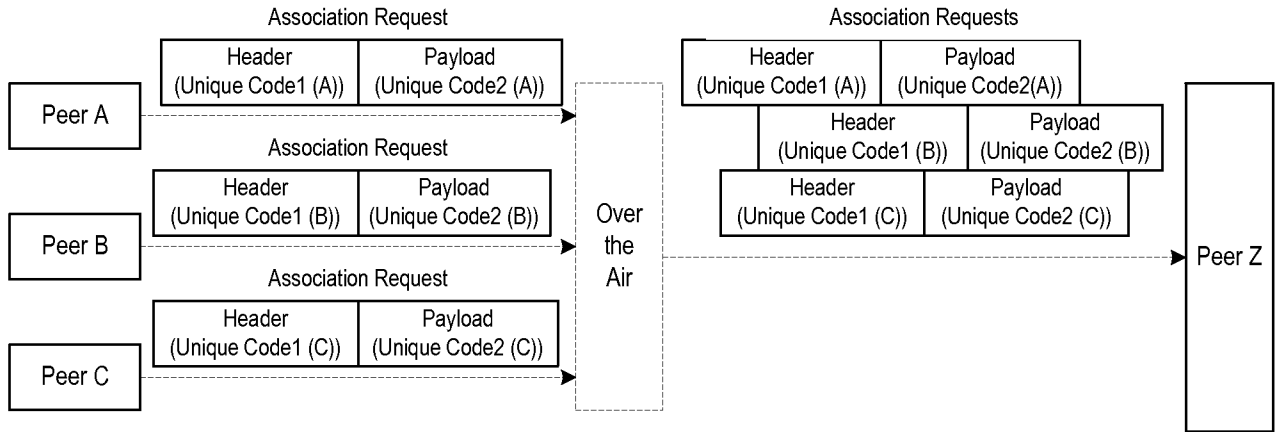 Association Request
Association Requests
Header Payload
(Unique Code1 (A)) (Unique Code2 (A))
Header Payload
(Unique Code1 (A)) (Unique Code2(A))
Peer A
Association Request
Header Payload
(Unique Code1 (B)) (Unique Code2 (B))
Header Payload
(Unique Code1 (B)) (Unique Code2 (B))
Peer B
Header Payload
(Unique Code1 (C)) (Unique Code2 (C))
Over
the
Air
Peer Z
Association Request
Header Payload
(Unique Code1 (C)) (Unique Code2 (C))
Peer C